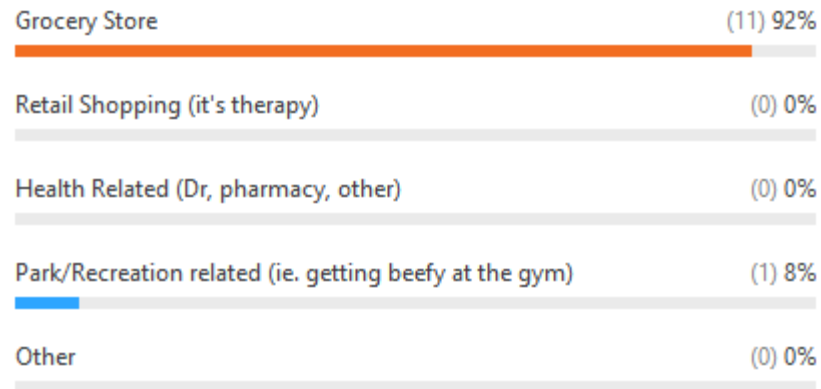 Grocery Store (11) 92%
Retail Shopping (it's therapy) (0) 0%
Health Related (Dr, pharmacy, other) (0) 0%
Park/Recreation related (ie. getting beefy at the gym) (1) 8%
Other (0) 0%